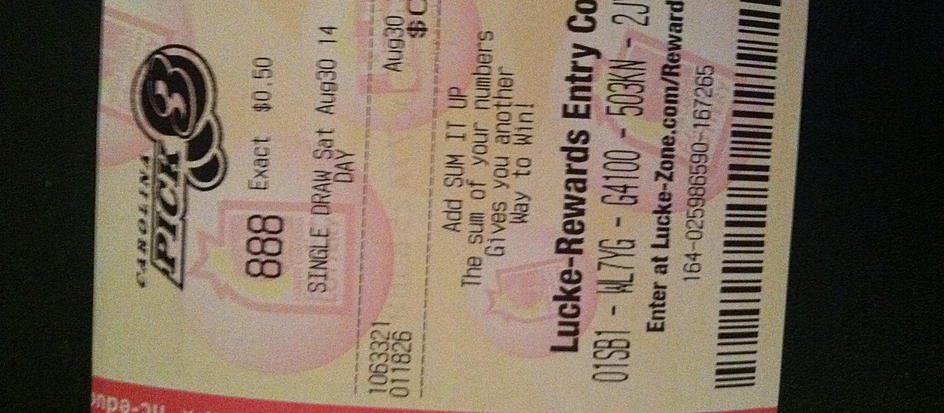 CAROLINA
PICK 3
888 Exact $0.50
SINGLE DRAW Sat Aug30 14
DAY
1063321 Aug30
011826
Add SUM IT UP
The sum of your numbers
Gives you another
Way to Win!
Lucke-Rewards Entry Co
01SB1 - WL7YG - G4100 - 503KN - 2J
Enter at Lucke-Zone.com/Reward
164-025986590-167265